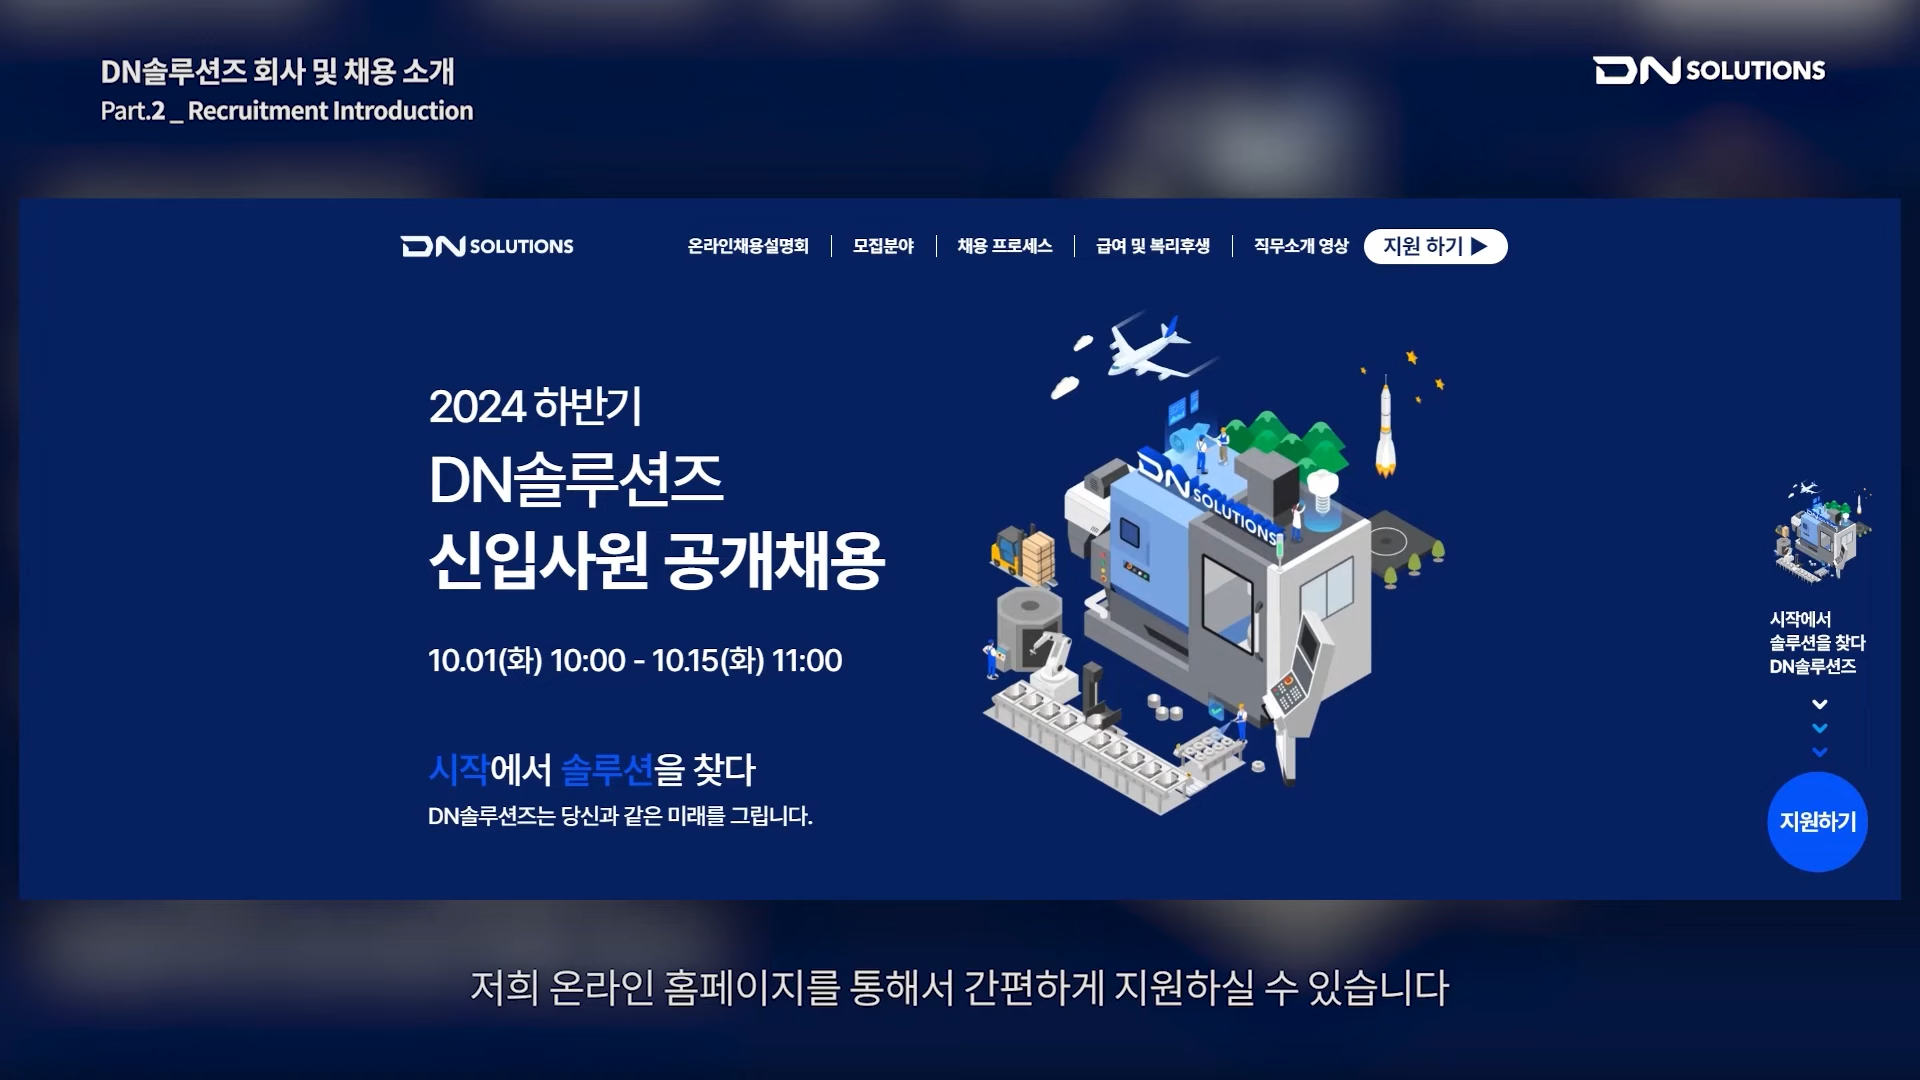 DN솔루션즈 회사 및 채용 소개
Part.2 _ Recruitment Introduction
DN SOLUTIONS
DN SOLUTIONS
온라인채용설명회
모집분야
채용 프로세스
급여 및 복리후생
직무소개 영상
지원 하기 ▶
2024 하반기
DN솔루션즈
신입사원 공개채용
10.01(화) 10:00 - 10.15(화) 11:00
시작에서 솔루션을 찾다
DN솔루션즈는 당신과 같은 미래를 그립니다.
DN SOLUTIONS
시작에서
솔루션을 찾다
DN솔루션즈
지원하기
저희 온라인 홈페이지를 통해서 간편하게 지원하실 수 있습니다